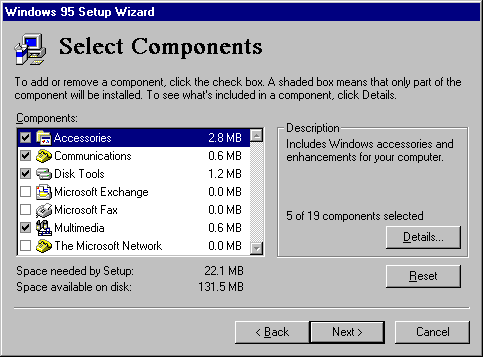 Windows 95 Setup Wizard
Select Components
To add or remove a component, click the check box. A shaded box means that only part of the
component will be installed. To see what's included in a component, click Details.
Components:
Accessories 2.8 MB
Communications 0.6 MB
Disk Tools 1.2 MB
Microsoft Exchange 0.0 MB
Microsoft Fax 0.0 MB
Multimedia 0.6 MB
The Microsoft Network 0.0 MB
Description
Includes Windows accessories and
enhancements for your computer.
5 of 19 components selected
Details...
Space needed by Setup: 22.1 MB
Space available on disk: 131.5 MB
Reset
< Back
Next >
Cancel